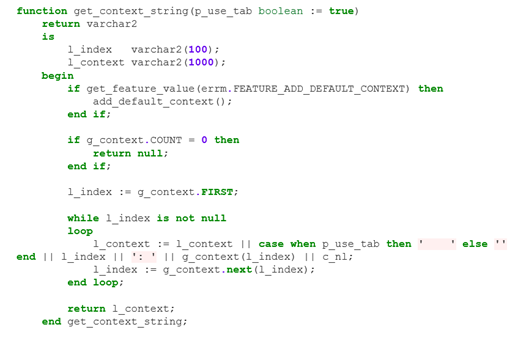 function get_context_string(p_use_tab boolean := true)
    return varchar2
    is
        l_index   varchar2(100);
        l_context varchar2(1000);
    begin
        if get_feature_value(errm.FEATURE_ADD_DEFAULT_CONTEXT) then
            add_default_context();
        end if;

        if g_context.COUNT = 0 then
            return null;
        end if;

        l_index := g_context.FIRST;

        while l_index is not null
        loop
            l_context := l_context || case when p_use_tab then '    ' else ''
end || l_index || ': ' || g_context(l_index) || c_nl;
            l_index := g_context.next(l_index);
        end loop;

        return l_context;
    end get_context_string;